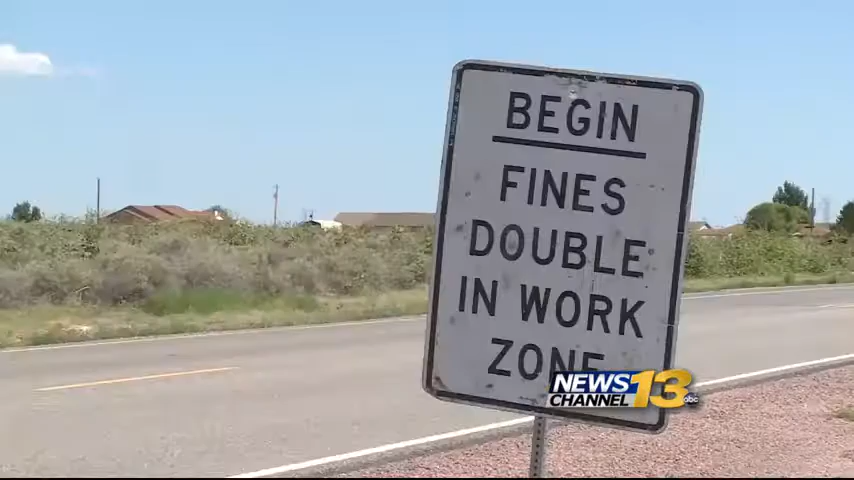 BEGIN
FINES
DOUBLE
IN WORK
ZONE
NEWS 13
CHANNEL abc